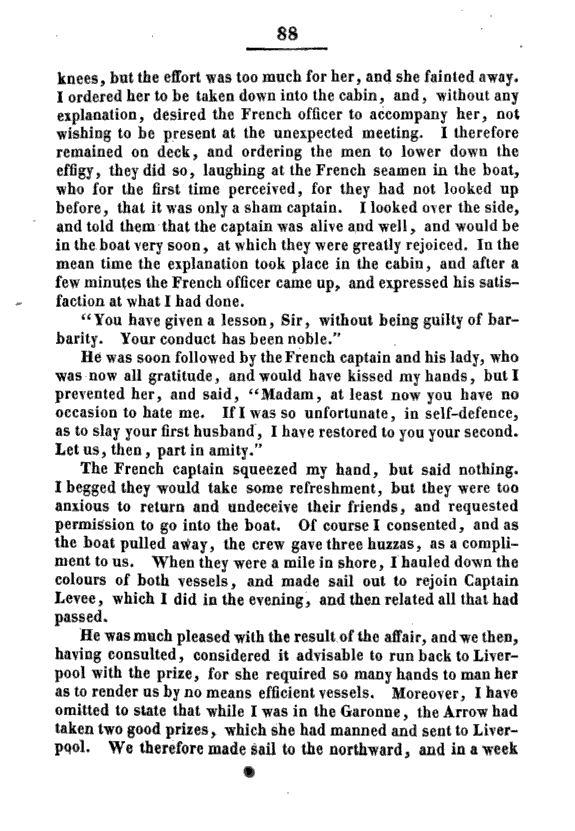 88
knees, but the effort was too much for her, and she fainted away.
I ordered her to be taken down into the cabin, and, without any
explanation, desired the French officer to accompany her, not
wishing to be present at the unexpected meeting. I therefore
remained on deck, and ordering the men to lower down the
effigy, they did so, laughing at the French seamen in the boat,
who for the first time perceived, for they had not looked up
before, that it was only a sham captain. I looked over the side,
and told them that the captain was alive and well, and would be
in the boat very soon, at which they were greatly rejoiced. In the
mean time the explanation took place in the cabin, and after a
few minutes the French officer came up, and expressed his satis-
faction at what I had done.
“You have given a lesson, Sir, without being guilty of bar-
barity. Your conduct has been noble.”
He was soon followed by the French captain and his lady, who
was now all gratitude, and would have kissed my hands, but I
prevented her, and said, “Madam, at least now you have no
occasion to hate me. If I was so unfortunate, in self-defence,
as to slay your first husband, I have restored to you your second.
Let us, then, part in amity.”
The French captain squeezed my hand, but said nothing.
I begged they would take some refreshment, but they were too
anxious to return and undeceive their friends, and requested
permission to go into the boat. Of course I consented, and as
the boat pulled away, the crew gave three huzzas, as a compli-
ment to us. When they were a mile in shore, I hauled down the
colours of both vessels, and made sail out to rejoin Captain
Levee, which I did in the evening, and then related all that had
passed.
He was much pleased with the result of the affair, and we then,
having consulted, considered it advisable to run back to Liver-
pool with the prize, for she required so many hands to man her
as to render us by no means efficient vessels. Moreover, I have
omitted to state that while I was in the Garonne, the Arrow had
taken two good prizes, which she had manned and sent to Liver-
pool. We therefore made sail to the northward, and in a week